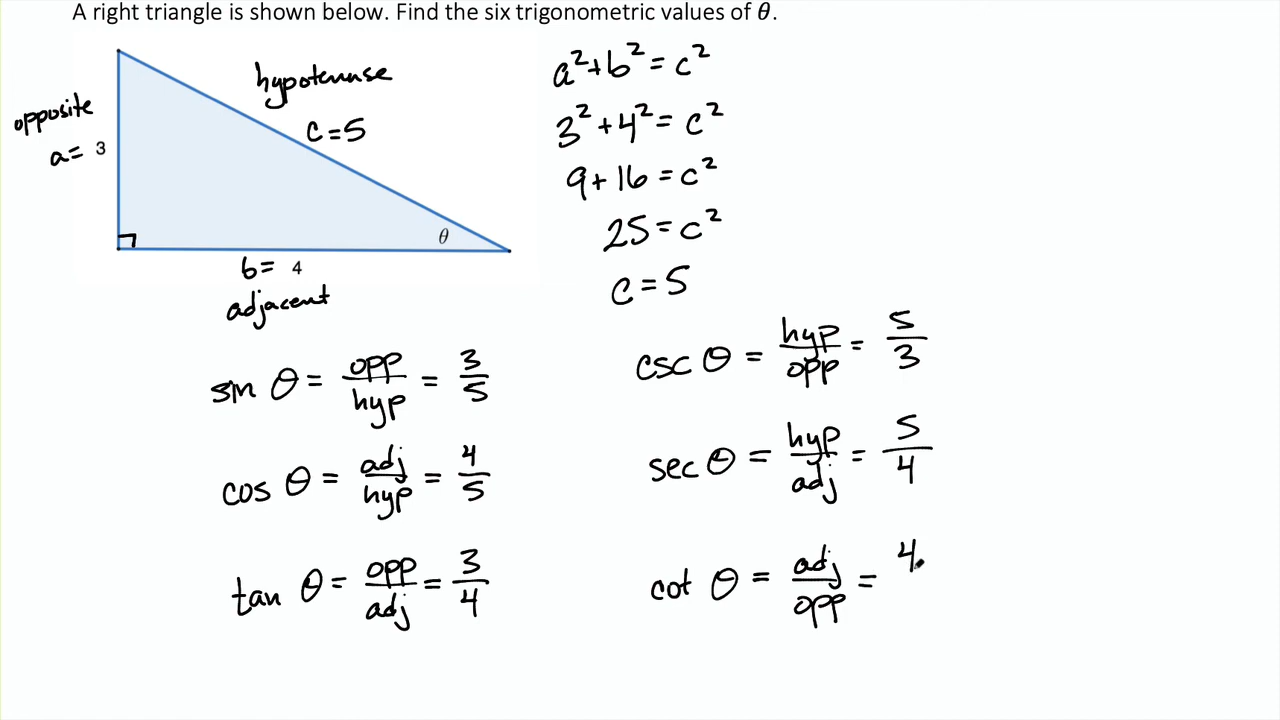 A right triangle is shown below. Find the six trigonometric values of θ.
hypotenuse
c = 5
opposite
a = 3
θ
b = 4
adjacent
a² + b² = c²
3² + 4² = c²
9 + 16 = c²
25 = c²
c = 5
sin θ = opp/hyp = 3/5
cos θ = adj/hyp = 4/5
tan θ = opp/adj = 3/4
csc θ = hyp/opp = 5/3
sec θ = hyp/adj = 5/4
cot θ = adj/opp = 4